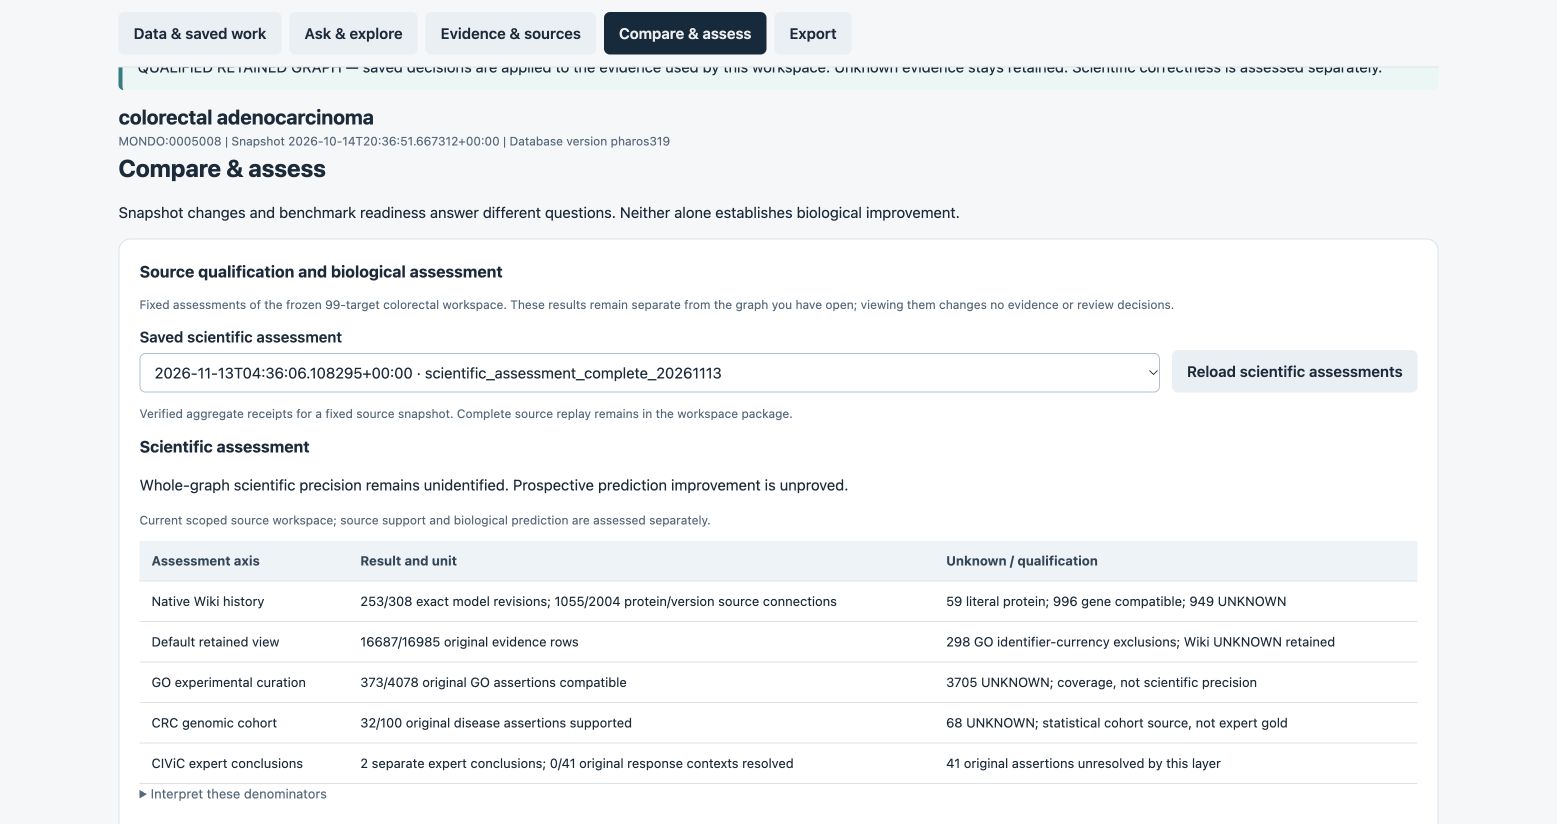 Data & saved work
Ask & explore
Evidence & sources
Compare & assess
Export
QUALIFIED RETAINED GRAPH — saved decisions are applied to the evidence used by this workspace. Unknown evidence stays retained. Scientific correctness is assessed separately.
colorectal adenocarcinoma
MONDO:0005008 | Snapshot 2026-10-14T20:36:51.667312+00:00 | Database version pharos319
Compare & assess
Snapshot changes and benchmark readiness answer different questions. Neither alone establishes biological improvement.
Source qualification and biological assessment
Fixed assessments of the frozen 99-target colorectal workspace. These results remain separate from the graph you have open; viewing them changes no evidence or review decisions.
Saved scientific assessment
2026-11-13T04:36:06.108295+00:00 · scientific_assessment_complete_20261113
Reload scientific assessments
Verified aggregate receipts for a fixed source snapshot. Complete source replay remains in the workspace package.
Scientific assessment
Whole-graph scientific precision remains unidentified. Prospective prediction improvement is unproved.
Current scoped source workspace; source support and biological prediction are assessed separately.
Assessment axis Result and unit Unknown / qualification
Native Wiki history 253/308 exact model revisions; 1055/2004 protein/version source connections 59 literal protein; 996 gene compatible; 949 UNKNOWN
Default retained view 16687/16985 original evidence rows 298 GO identifier-currency exclusions; Wiki UNKNOWN retained
GO experimental curation 373/4078 original GO assertions compatible 3705 UNKNOWN; coverage, not scientific precision
CRC genomic cohort 32/100 original disease assertions supported 68 UNKNOWN; statistical cohort source, not expert gold
CIViC expert conclusions 2 separate expert conclusions; 0/41 original response contexts resolved 41 original assertions unresolved by this layer
▶ Interpret these denominators